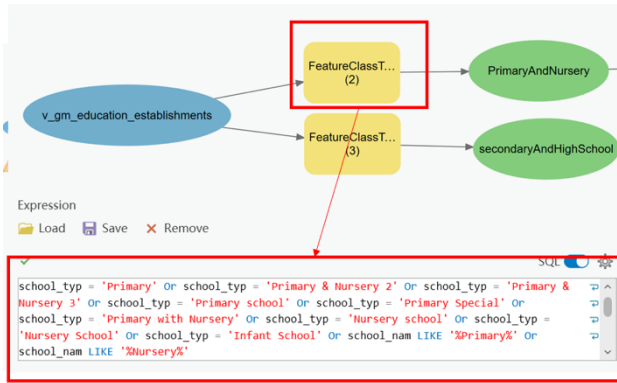 FeatureClassT...
(2)
PrimaryAndNursery
v_gm_education_establishments
FeatureClassT...
(3)
secondaryAndHighSchool
Expression
Load Save Remove
SQL
school_typ = 'Primary' Or school_typ = 'Primary & Nursery 2' Or school_typ = 'Primary &
Nursery 3' Or school_typ = 'Primary school' Or school_typ = 'Primary Special' Or
school_typ = 'Primary with Nursery' Or school_typ = 'Nursery school' Or school_typ =
'Nursery School' Or school_typ = 'Infant School' Or school_nam LIKE '%Primary%' Or
school_nam LIKE '%Nursery%'